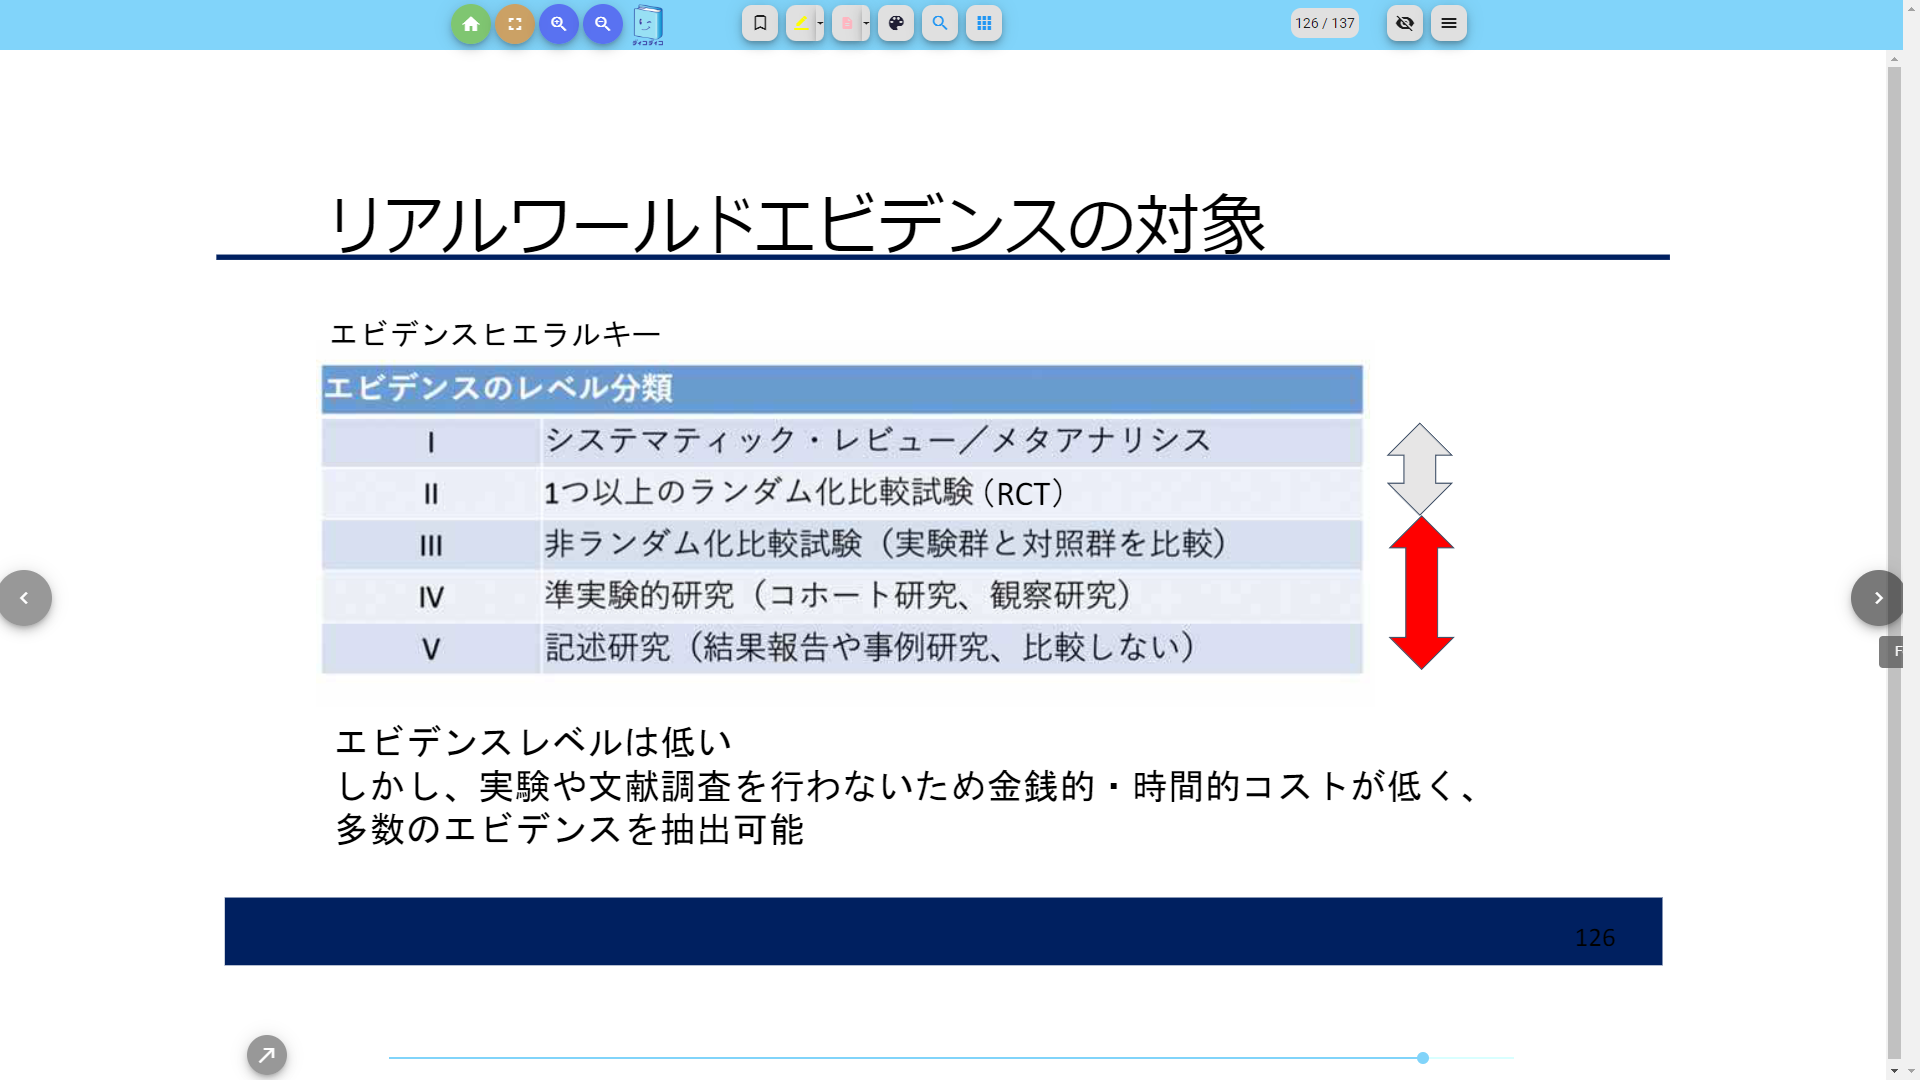 ダイコダイコ
126 / 137
リアルワールドエビデンスの対象
エビデンスヒエラルキー
エビデンスのレベル分類
I システマティック・レビュー／メタアナリシス
II 1つ以上のランダム化比較試験（RCT）
III 非ランダム化比較試験（実験群と対照群を比較）
IV 準実験的研究（コホート研究、観察研究）
V 記述研究（結果報告や事例研究、比較しない）
エビデンスレベルは低い
しかし、実験や文献調査を行わないため金銭的・時間的コストが低く、
多数のエビデンスを抽出可能
126
F